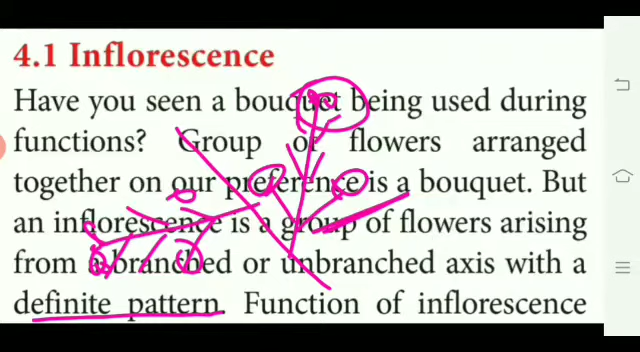 4.1 Inflorescence
Have you seen a bouquet being used during
functions? Group of flowers arranged
together on our preference is a bouquet. But
an inflorescence is a group of flowers arising
from a branched or unbranched axis with a
definite pattern. Function of inflorescence